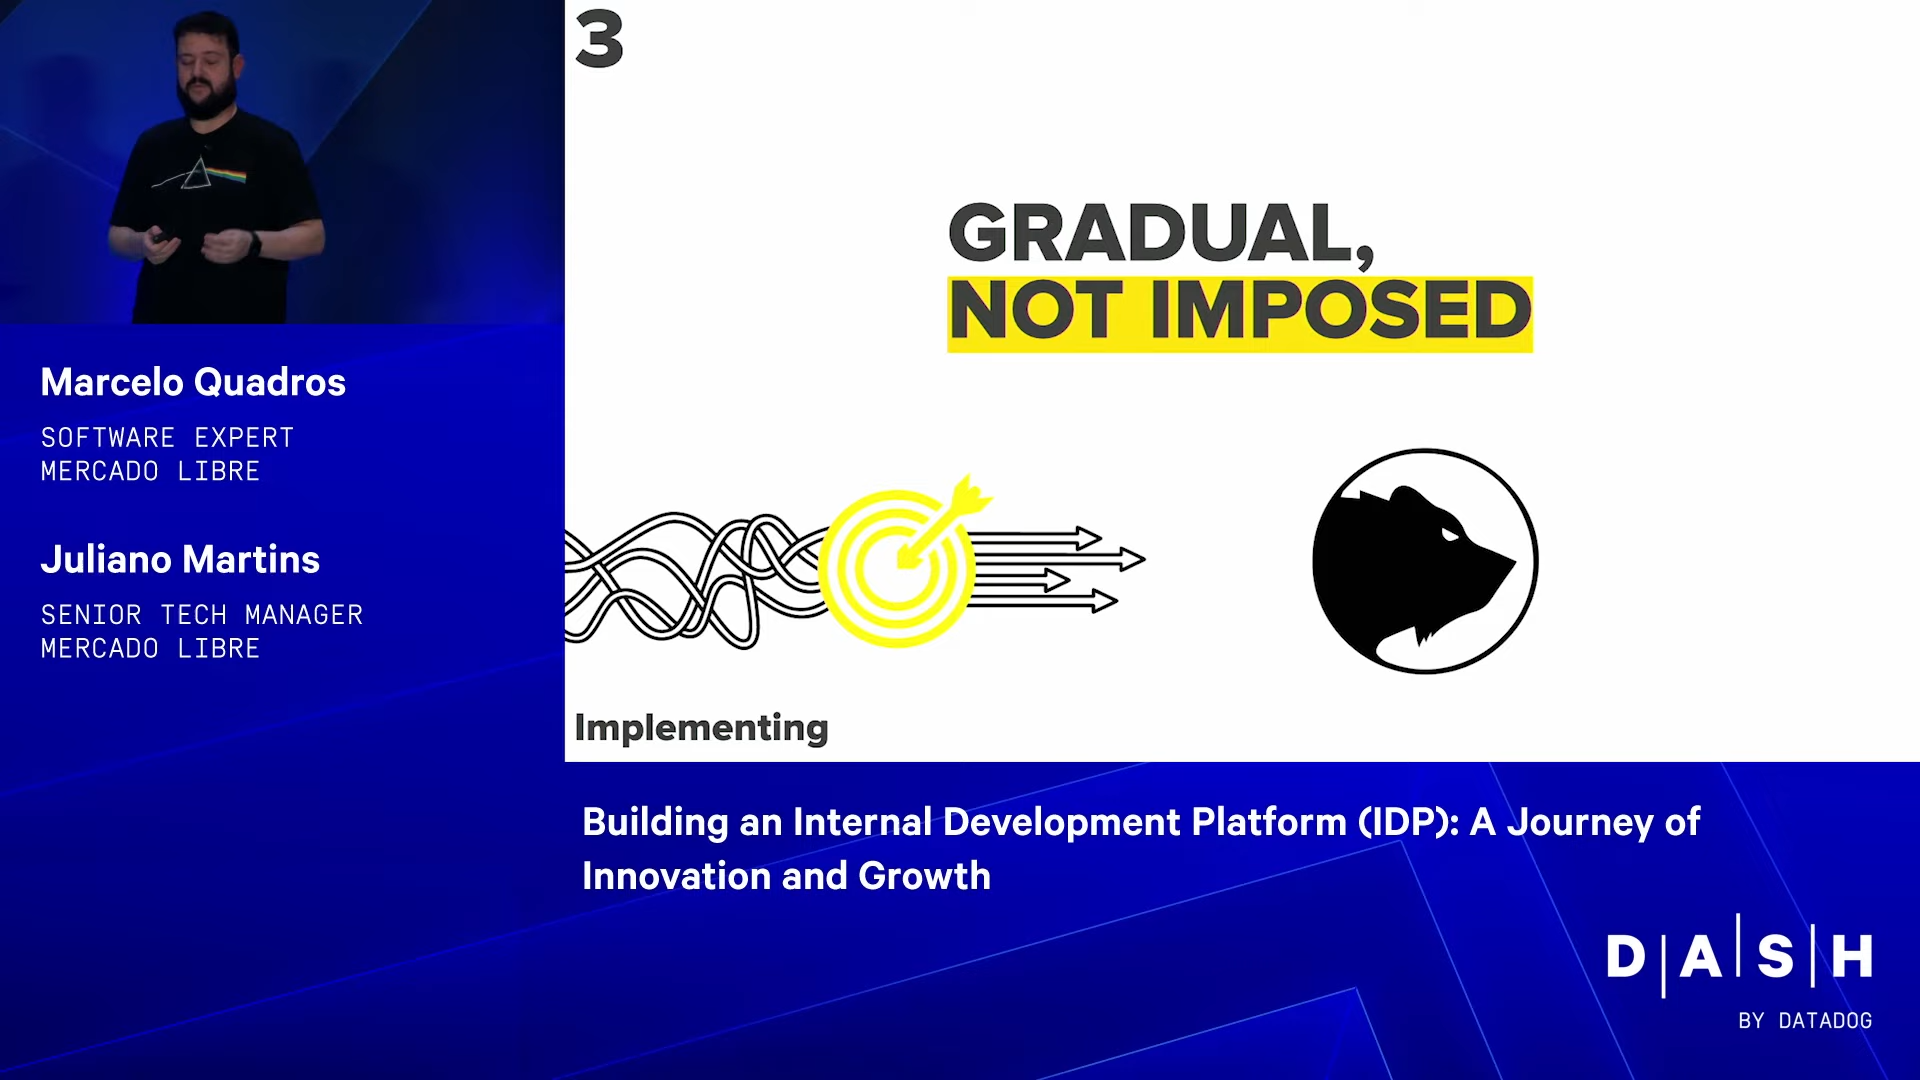 Marcelo Quadros
SOFTWARE EXPERT
MERCADO LIBRE
Juliano Martins
SENIOR TECH MANAGER
MERCADO LIBRE
3
GRADUAL,
NOT IMPOSED
Implementing
Building an Internal Development Platform (IDP): A Journey of
Innovation and Growth
D|A|S|H
BY DATADOG